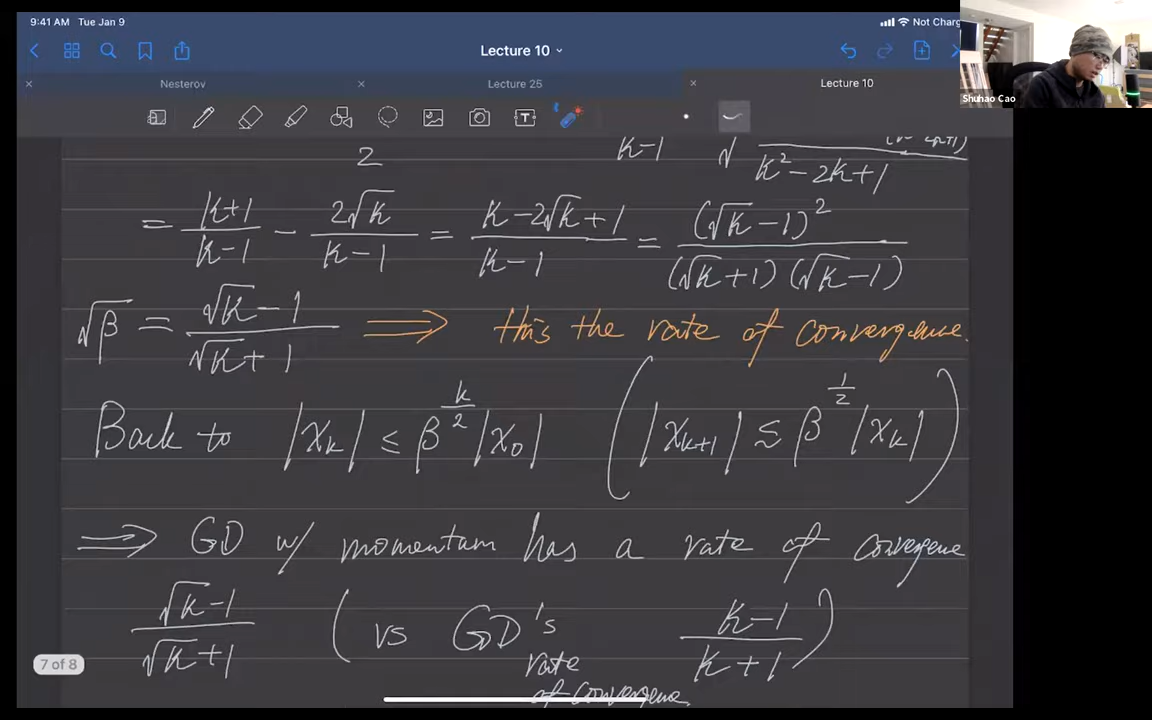 9:41 AM Tue Jan 9
Not Charg
Lecture 10
Nesterov
Lecture 25
Lecture 10
Shuhao Cao
2
K-1
√
K² - 2K + 1
= K+1/K-1 - 2√K/K-1 = K-2√K+1/K-1 = (√K-1)²/(√K+1)(√K-1)
√β = √K-1/√K+1 ⟹ this the rate of convergence.
Back to |x_k| ≤ β^{k/2} |x_0| ( |x_{k+1}| ≲ β^{1/2} |x_k| )
⟹ GD w/ momentum has a rate of convergene
√K-1/√K+1 ( vs GD's rate of convergence. K-1/K+1 )
7 of 8